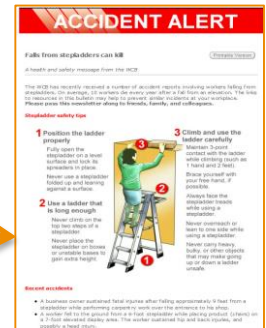 ACCIDENT ALERT
Falls from stepladders can kill
Printable Version
A health and safety message from the WCB
The WCB has recently received a number of accident reports involving workers falling from
stepladders. On average, 10 workers die every year after a fall from an elevation. The links
to resources in this bulletin may help to prevent similar incidents at your workplace.
Please pass this newsletter along to friends, family, and colleagues.
Stepladder safety tips
1 Position the ladder
properly
Fully open the
stepladder on a level
surface and lock its
spreaders in place.
Never use a stepladder
folded up and leaning
against a surface.
2 Use a ladder that
is long enough
Never climb on the
top two steps of a
stepladder.
Never place the
stepladder on boxes
or unstable bases to
gain extra height.
3
2
1
3 Climb and use the
ladder carefully
Maintain 3-point
contact with the ladder
while climbing (such as
1 hand and 2 feet).
Brace yourself with
your free hand, if
possible.
Always face the
stepladder treads
while using a
stepladder.
Never overreach or
lean to one side while
using a stepladder.
Never carry heavy,
bulky, or other objects
that may make going
up or down a ladder
unsafe.
Recent accidents
A business owner sustained fatal injuries after falling approximately 9 feet from a
stepladder while performing carpentry work over the entrance to his shop.
A worker fell to the ground from a 6-foot stepladder while placing product (chairs) on
a 7-foot elevated display area. The worker sustained hip and back injuries, and
possibly a head injury.